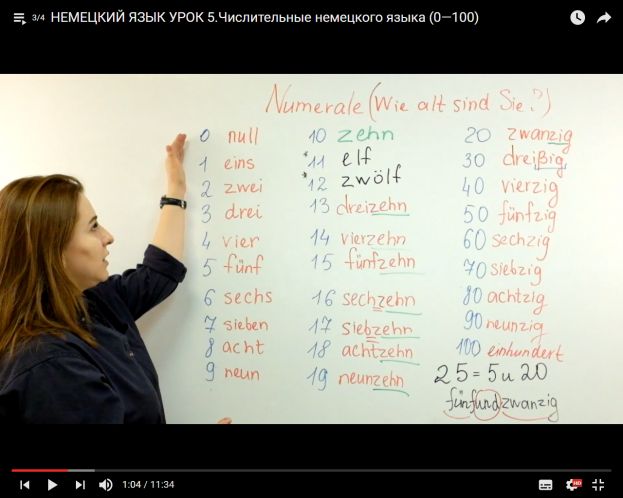 3/4 НЕМЕЦКИЙ ЯЗЫК УРОК 5.Числительные немецкого языка (0—100)
Numerale (Wie alt sind Sie?)
0 null
1 eins
2 zwei
3 drei
4 vier
5 fünf
6 sechs
7 sieben
8 acht
9 neun
10 zehn
*11 elf
*12 zwölf
13 dreizehn
14 vierzehn
15 fünfzehn
16 sechzehn
17 siebzehn
18 achtzehn
19 neunzehn
20 zwanzig
30 dreißig
40 vierzig
50 fünfzig
60 sechzig
70 siebzig
80 achtzig
90 neunzig
100 einhundert
25 = 5 и 20
fünfundzwanzig
1:04 / 11:34
HD